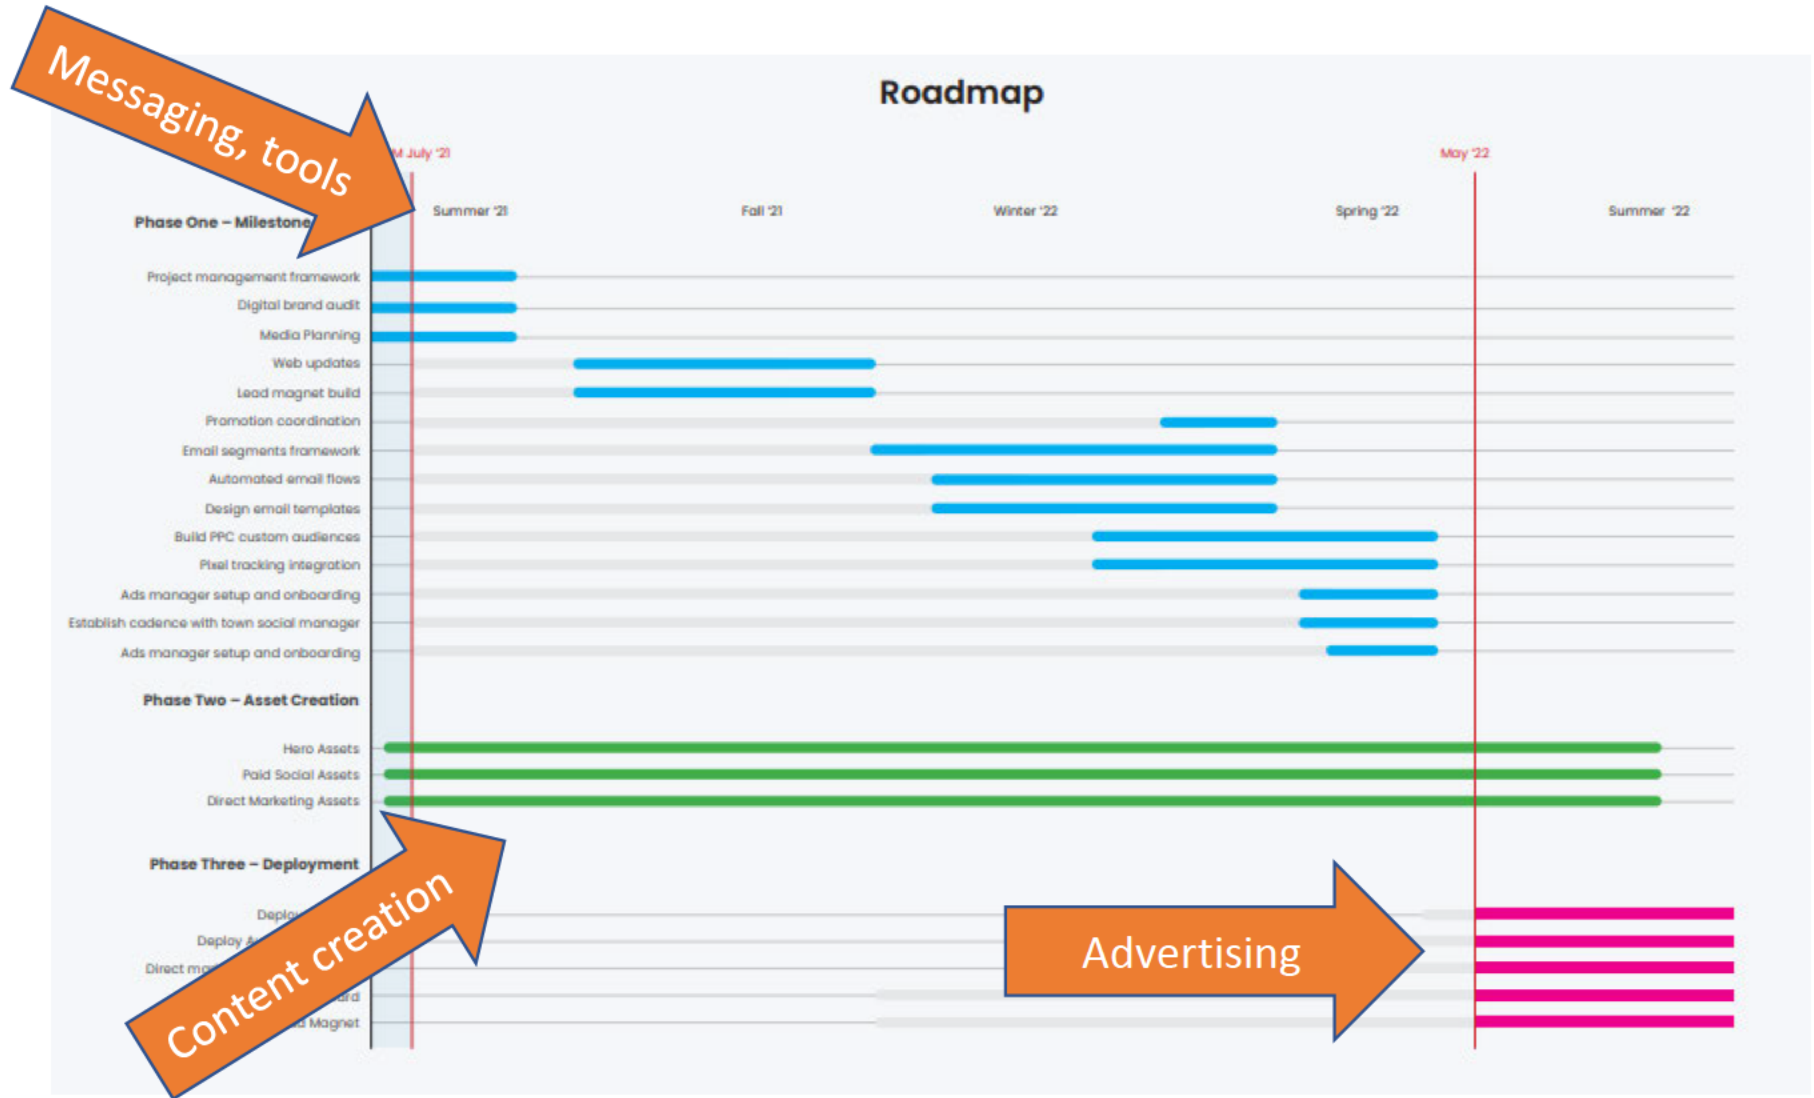 Roadmap
Messaging, tools
M July '21
May '22
Summer '21
Fall '21
Winter '22
Spring '22
Summer '22
Phase One – Milestone
Project management framework
Digital brand audit
Media Planning
Web updates
Lead magnet build
Promotion coordination
Email segments framework
Automated email flows
Design email templates
Build PPC custom audiences
Pixel tracking integration
Ads manager setup and onboarding
Establish cadence with town social manager
Ads manager setup and onboarding
Phase Two – Asset Creation
Hero Assets
Paid Social Assets
Direct Marketing Assets
Phase Three – Deployment
Content creation
Advertising
Deploy
Direct
Magnet